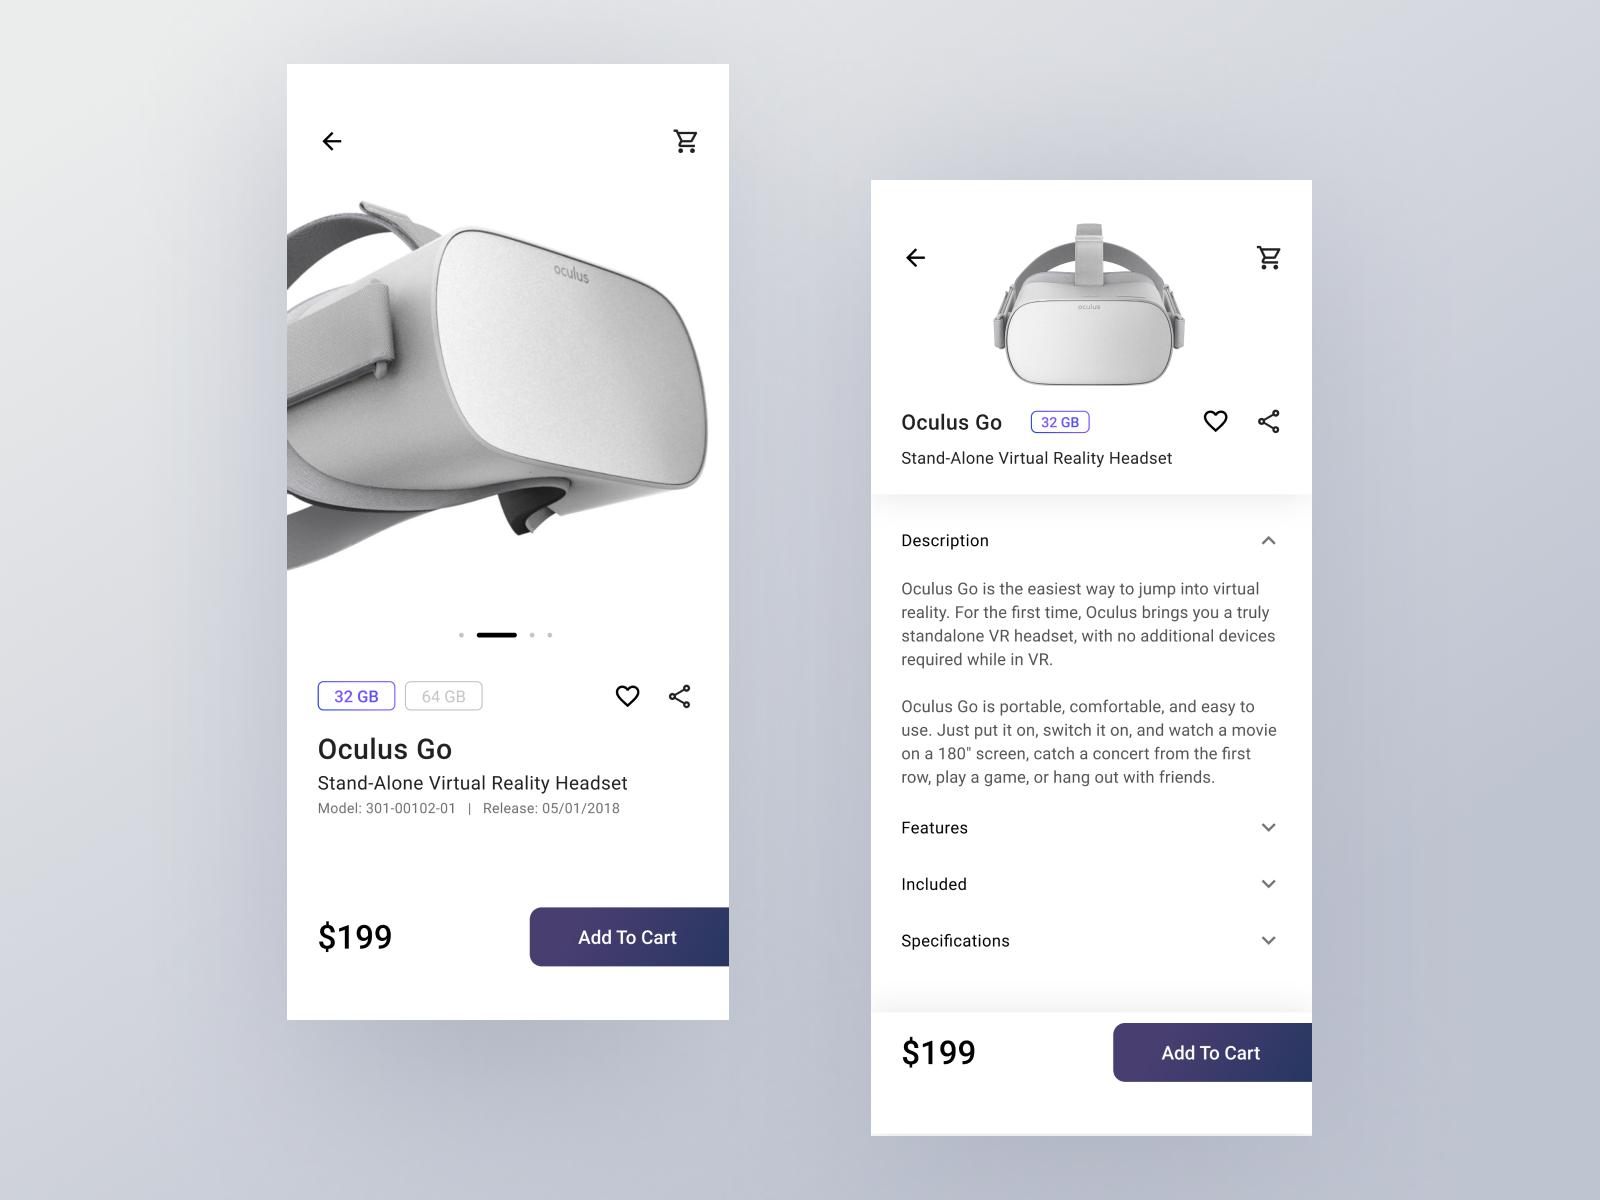 oculus
32 GB
64 GB
Oculus Go
Stand-Alone Virtual Reality Headset
Model: 301-00102-01 | Release: 05/01/2018
$199
Add To Cart
oculus
Oculus Go
32 GB
Stand-Alone Virtual Reality Headset
Description
Oculus Go is the easiest way to jump into virtual
reality. For the first time, Oculus brings you a truly
standalone VR headset, with no additional devices
required while in VR.
Oculus Go is portable, comfortable, and easy to
use. Just put it on, switch it on, and watch a movie
on a 180" screen, catch a concert from the first
row, play a game, or hang out with friends.
Features
Included
Specifications
$199
Add To Cart